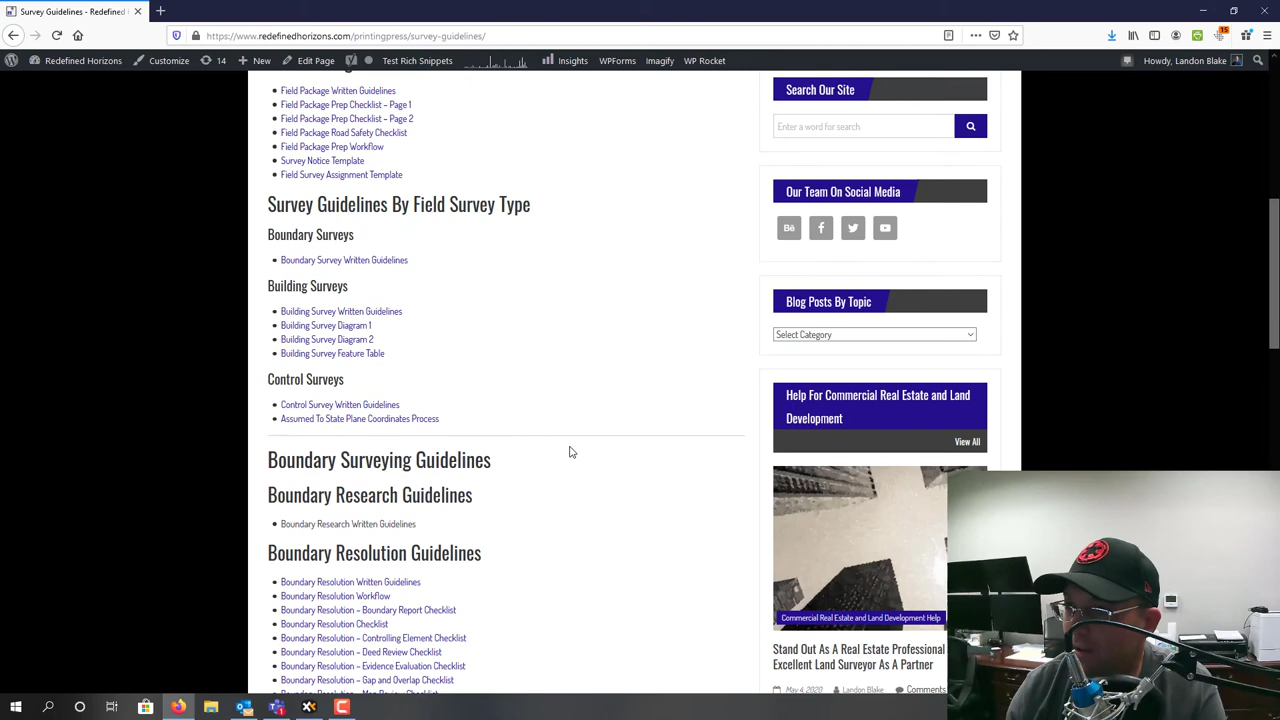 Survey Guidelines - Redefined H
https://www.redefinedhorizons.com/printingpress/survey-guidelines/
15
Redefined Horizons
Customize
14
New
Edit Page
Test Rich Snippets
Insights
WPForms
Imagify
WP Rocket
Howdy, Landon Blake
Field Package Written Guidelines
Field Package Prep Checklist – Page 1
Field Package Prep Checklist – Page 2
Field Package Road Safety Checklist
Field Package Prep Workflow
Survey Notice Template
Field Survey Assignment Template
Survey Guidelines By Field Survey Type
Boundary Surveys
Boundary Survey Written Guidelines
Building Surveys
Building Survey Written Guidelines
Building Survey Diagram 1
Building Survey Diagram 2
Building Survey Feature Table
Control Surveys
Control Survey Written Guidelines
Assumed To State Plane Coordinates Process
Boundary Surveying Guidelines
Boundary Research Guidelines
Boundary Research Written Guidelines
Boundary Resolution Guidelines
Boundary Resolution Written Guidelines
Boundary Resolution Workflow
Boundary Resolution – Boundary Report Checklist
Boundary Resolution Checklist
Boundary Resolution – Controlling Element Checklist
Boundary Resolution – Deed Review Checklist
Boundary Resolution – Evidence Evaluation Checklist
Boundary Resolution – Gap and Overlap Checklist
Boundary Resolution – Map Review Checklist
Search Our Site
Enter a word for search
Our Team On Social Media
Bē
Blog Posts By Topic
Select Category
Help For Commercial Real Estate and Land
Development
View All
Commercial Real Estate and Land Development Help
Stand Out As A Real Estate Professional
Excellent Land Surveyor As A Partner
May 4, 2020
Landon Blake
Comments